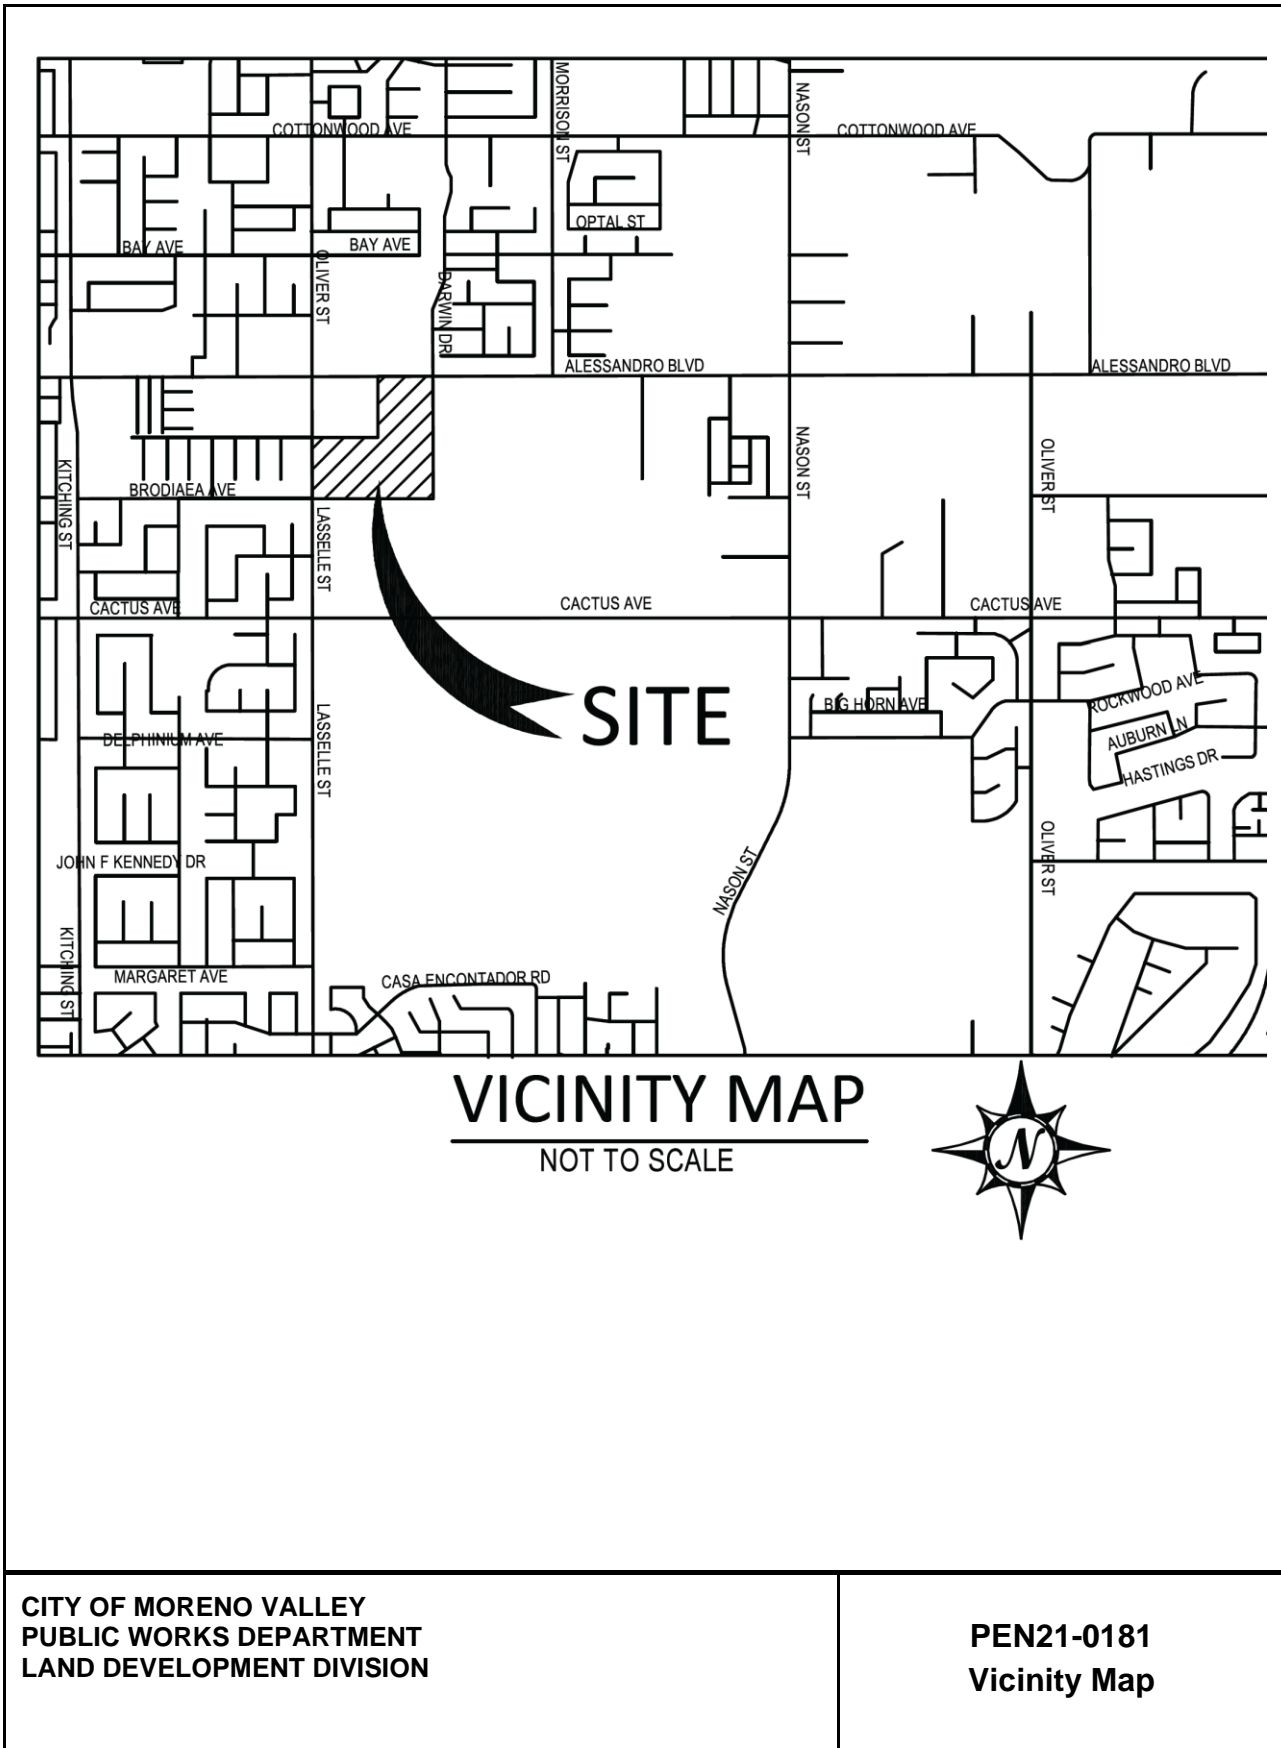 MORRISON ST
NASON ST
COTTONWOOD AVE
COTTONWOOD AVE
OPTAL ST
BAY AVE
BAY AVE
OLIVER ST
DARWIN DR
ALESSANDRO BLVD
ALESSANDRO BLVD
KITCHING ST
BRODIAEA AVE
NASON ST
OLIVER ST
LASSELLE ST
CACTUS AVE
CACTUS AVE
CACTUS AVE
SITE
BIG HORN AVE
ROCKWOOD AVE
AUBURN LN
HASTINGS DR
DELPHINIUM AVE
LASSELLE ST
JOHN F KENNEDY DR
NASON ST
OLIVER ST
KITCHING ST
MARGARET AVE
CASA ENCONTADOR RD
VICINITY MAP
NOT TO SCALE
N
CITY OF MORENO VALLEY
PUBLIC WORKS DEPARTMENT
LAND DEVELOPMENT DIVISION
PEN21-0181
Vicinity Map